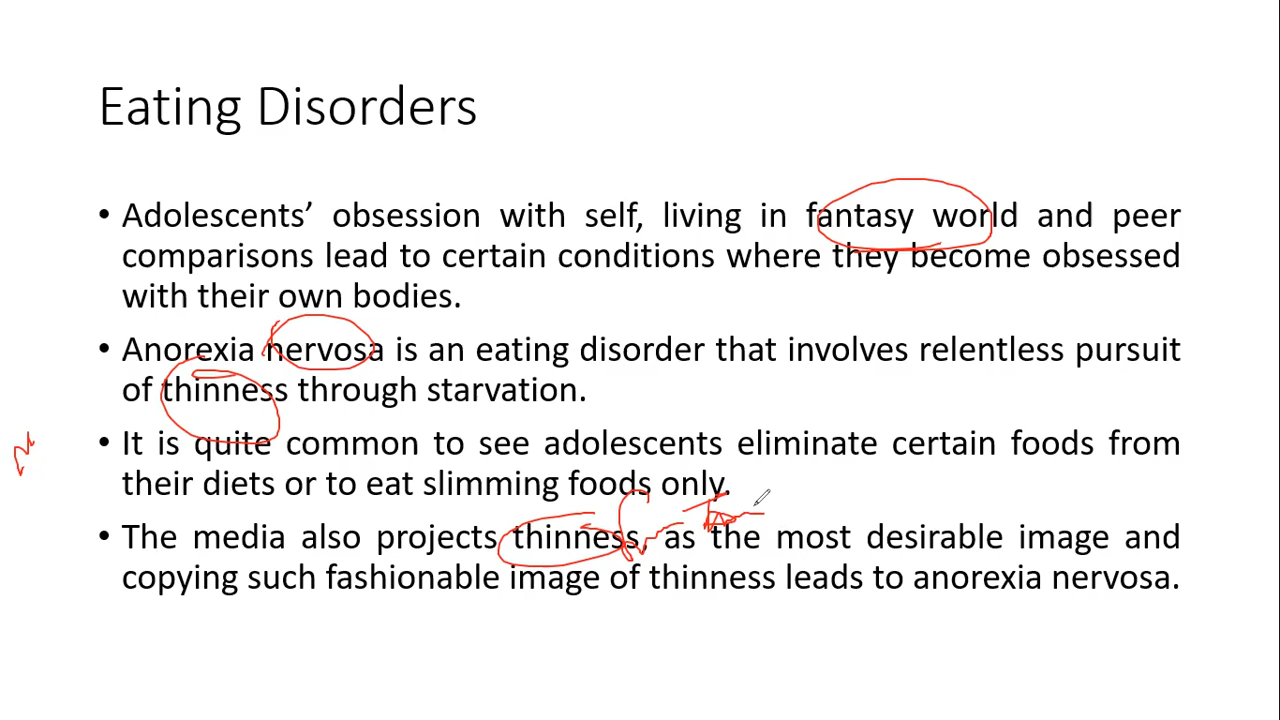 Eating Disorders
• Adolescents’ obsession with self, living in fantasy world and peer
comparisons lead to certain conditions where they become obsessed
with their own bodies.
• Anorexia nervosa is an eating disorder that involves relentless pursuit
of thinness through starvation.
• It is quite common to see adolescents eliminate certain foods from
their diets or to eat slimming foods only.
• The media also projects thinness, as the most desirable image and
copying such fashionable image of thinness leads to anorexia nervosa.